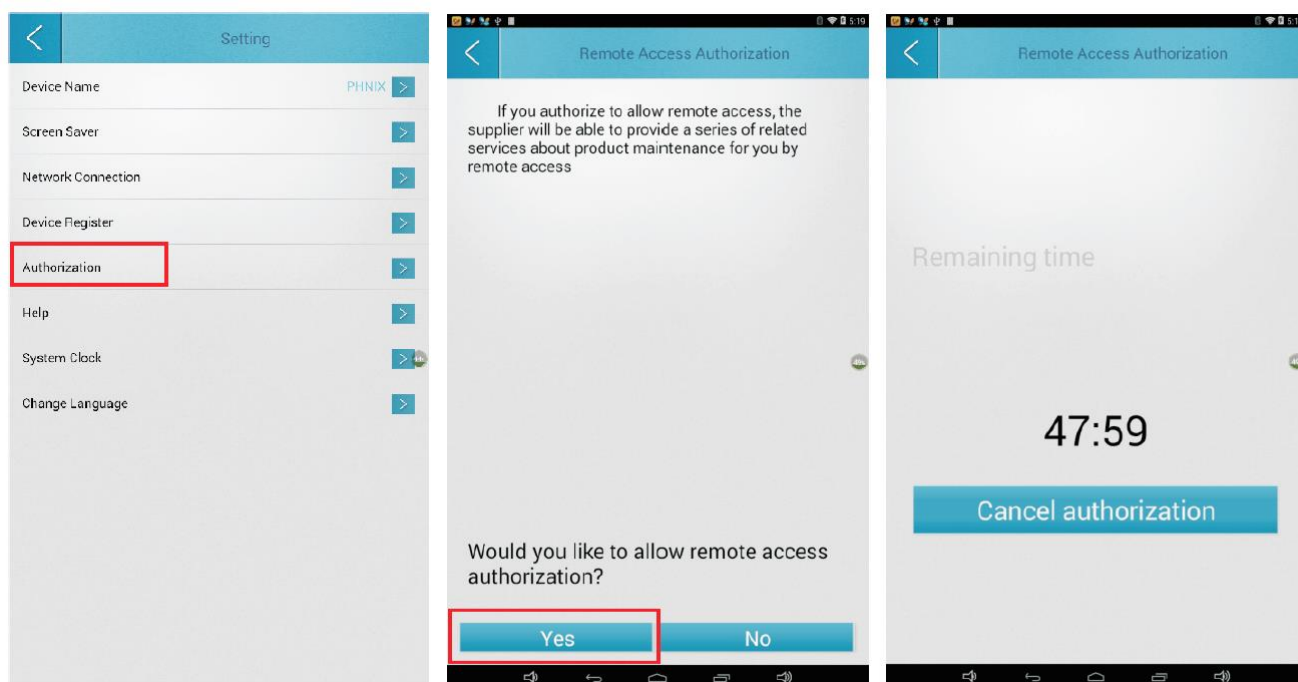 Setting
Device Name
PHNIX
Screen Saver
Network Connection
Device Register
Authorization
Help
System Clock
Change Language
5:19
Remote Access Authorization
If you authorize to allow remote access, the
supplier will be able to provide a series of related
services about product maintenance for you by
remote access
Would you like to allow remote access
authorization?
Yes
No
Remote Access Authorization
Remaining time
47:59
Cancel authorization